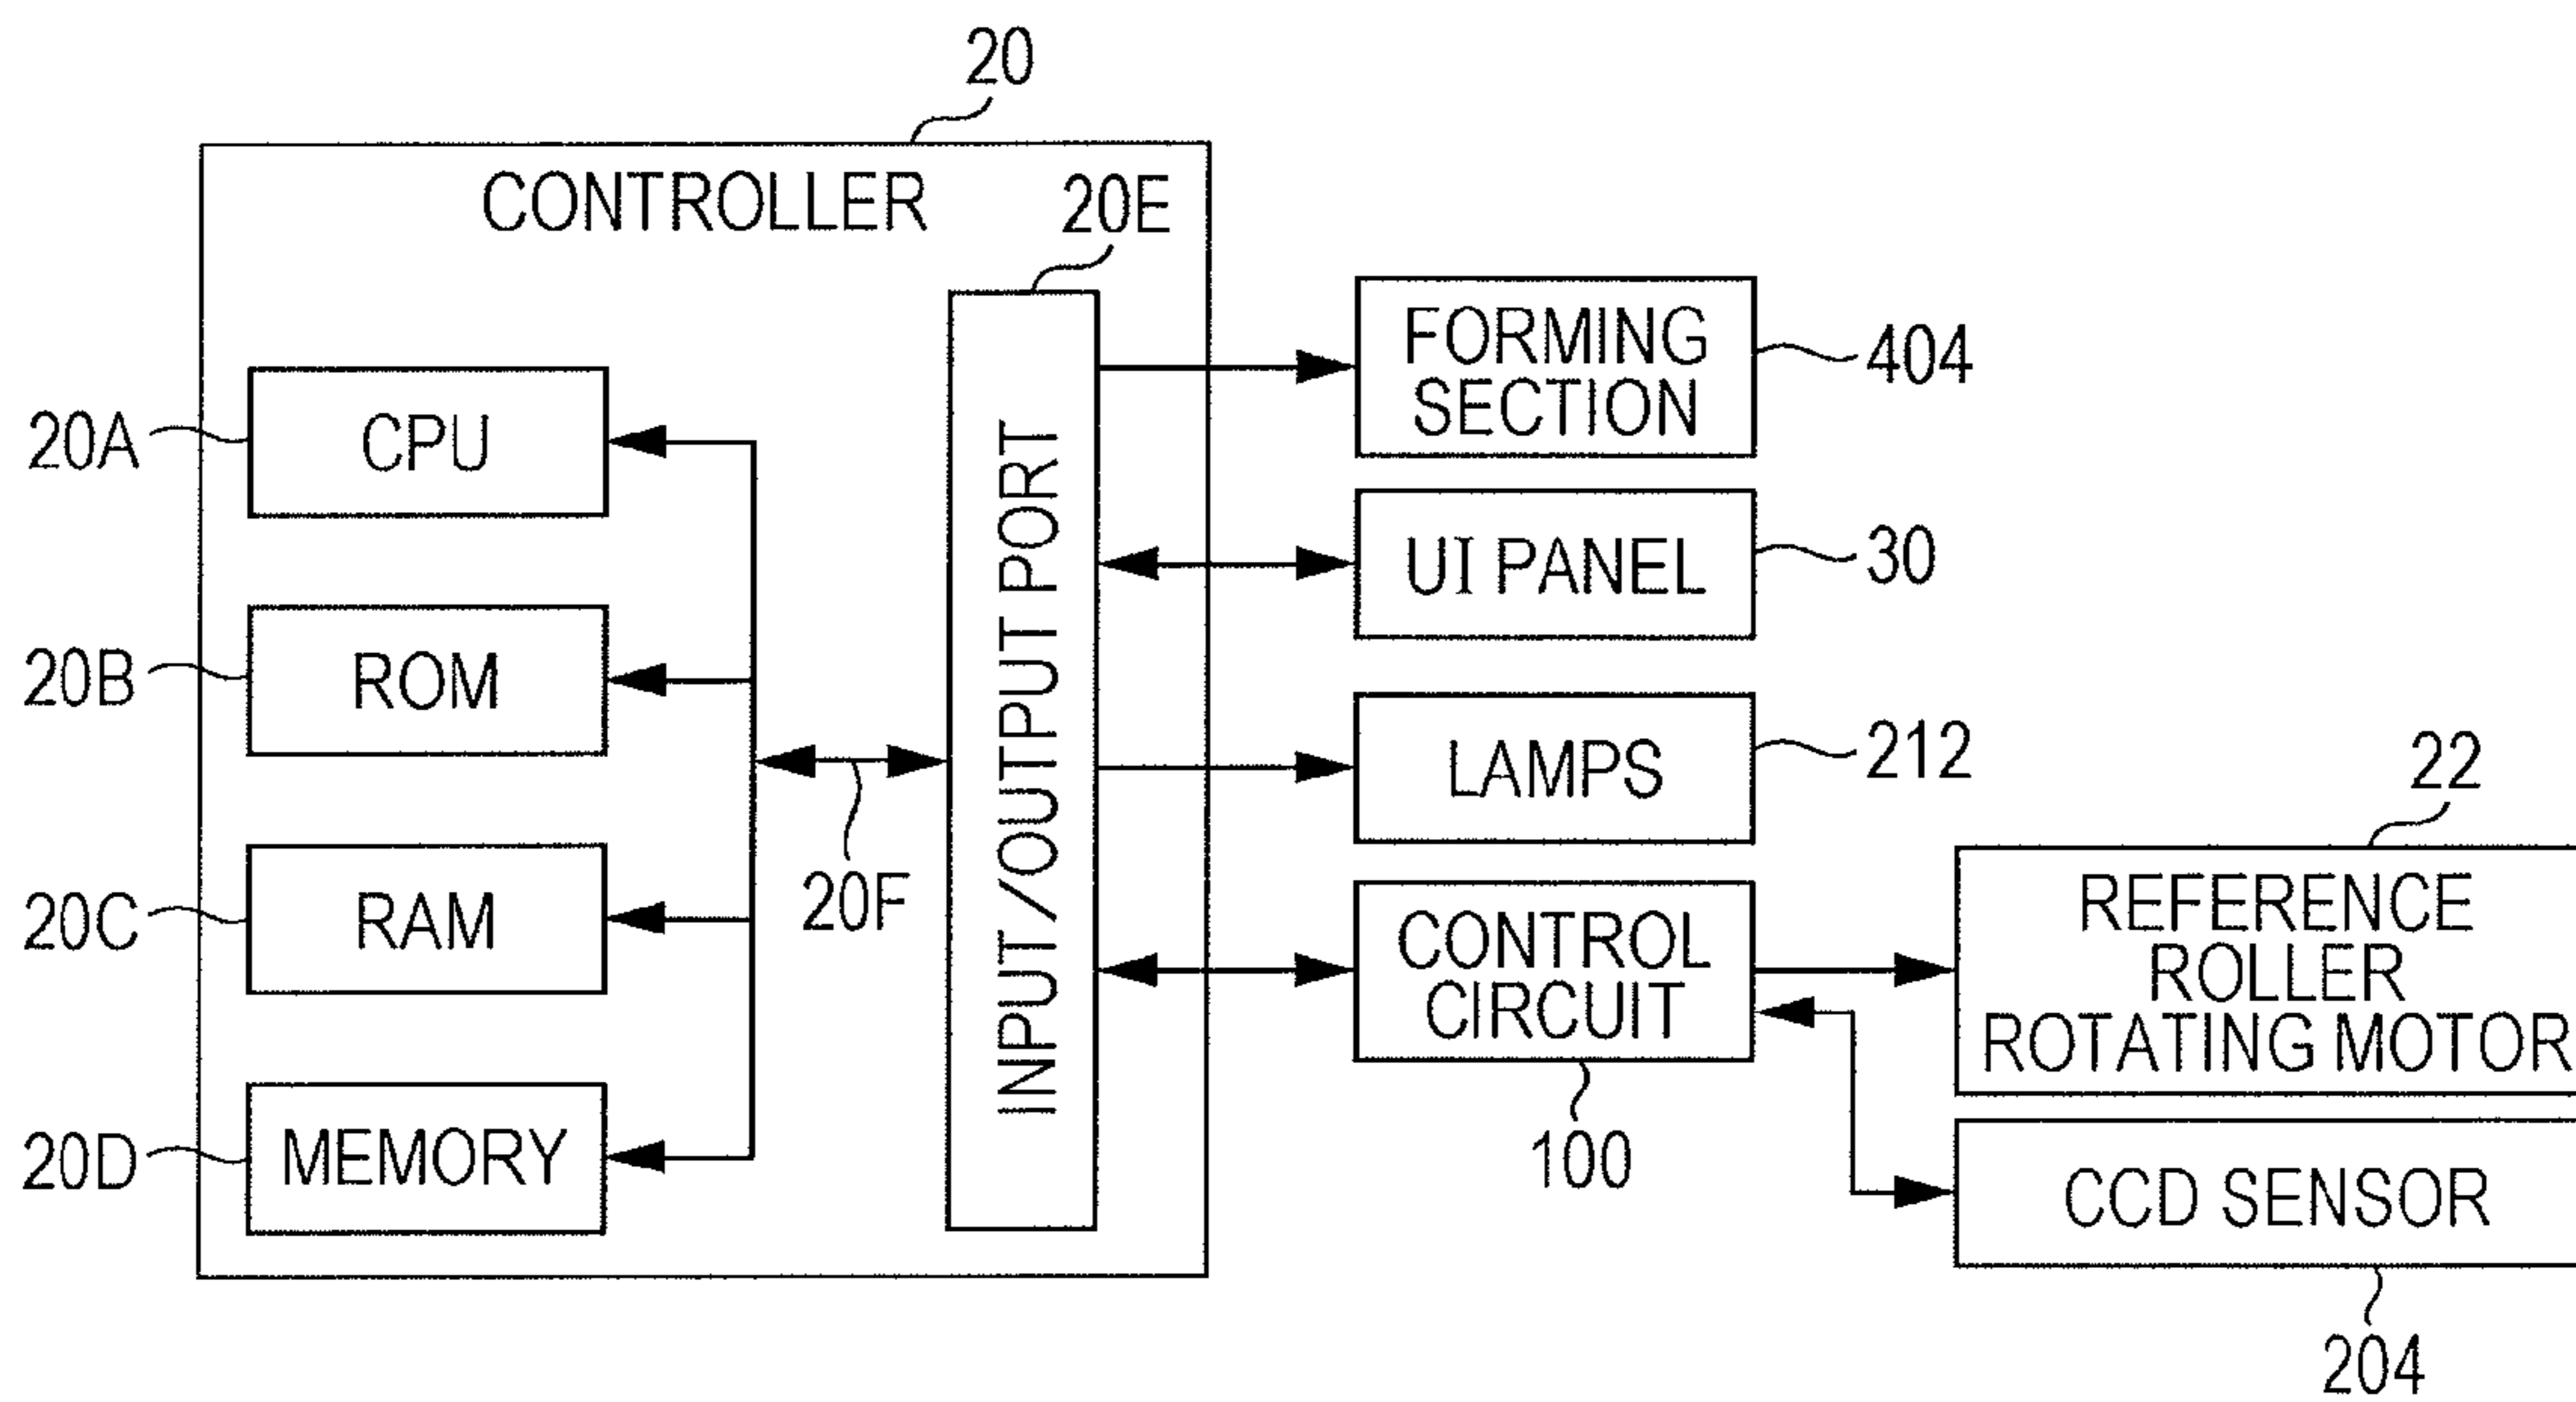 20
CONTROLLER
20E
FORMING
SECTION
404
20A
CPU
UI PANEL
30
INPUT/OUTPUT PORT
20B
ROM
LAMPS
212
20F
22
REFERENCE
ROLLER
ROTATING MOTOR
20C
RAM
CONTROL
CIRCUIT
100
20D
MEMORY
CCD SENSOR
204